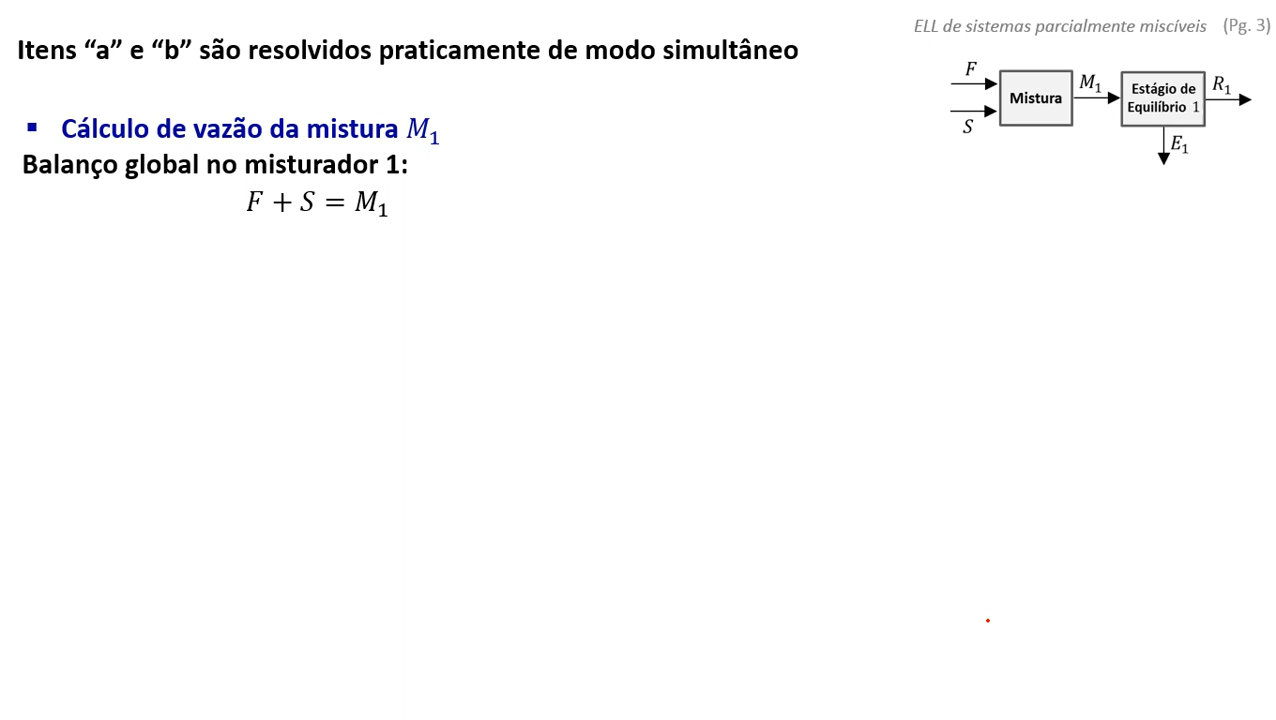 ELL de sistemas parcialmente miscíveis (Pg. 3)
Itens “a” e “b” são resolvidos praticamente de modo simultâneo
F
S
Mistura
M₁
Estágio de
Equilíbrio 1
R₁
E₁
▪ Cálculo de vazão da mistura M₁
Balanço global no misturador 1:
F + S = M₁